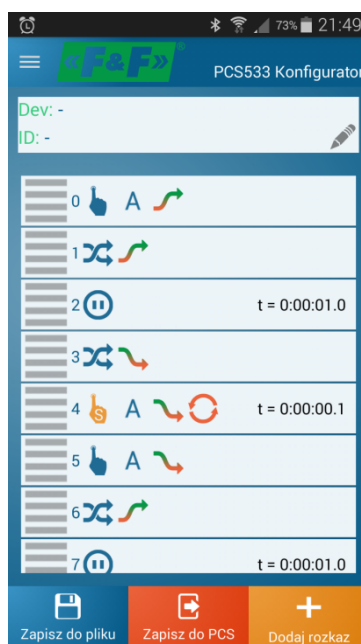 73% 21:49
«F&F»®
PCS533 Konfigurator
Dev: -
ID: -
0 A
1
2 t = 0:00:01.0
3
4 S A t = 0:00:00.1
5 A
6
7 t = 0:00:01.0
Zapisz do pliku Zapisz do PCS Dodaj rozkaz